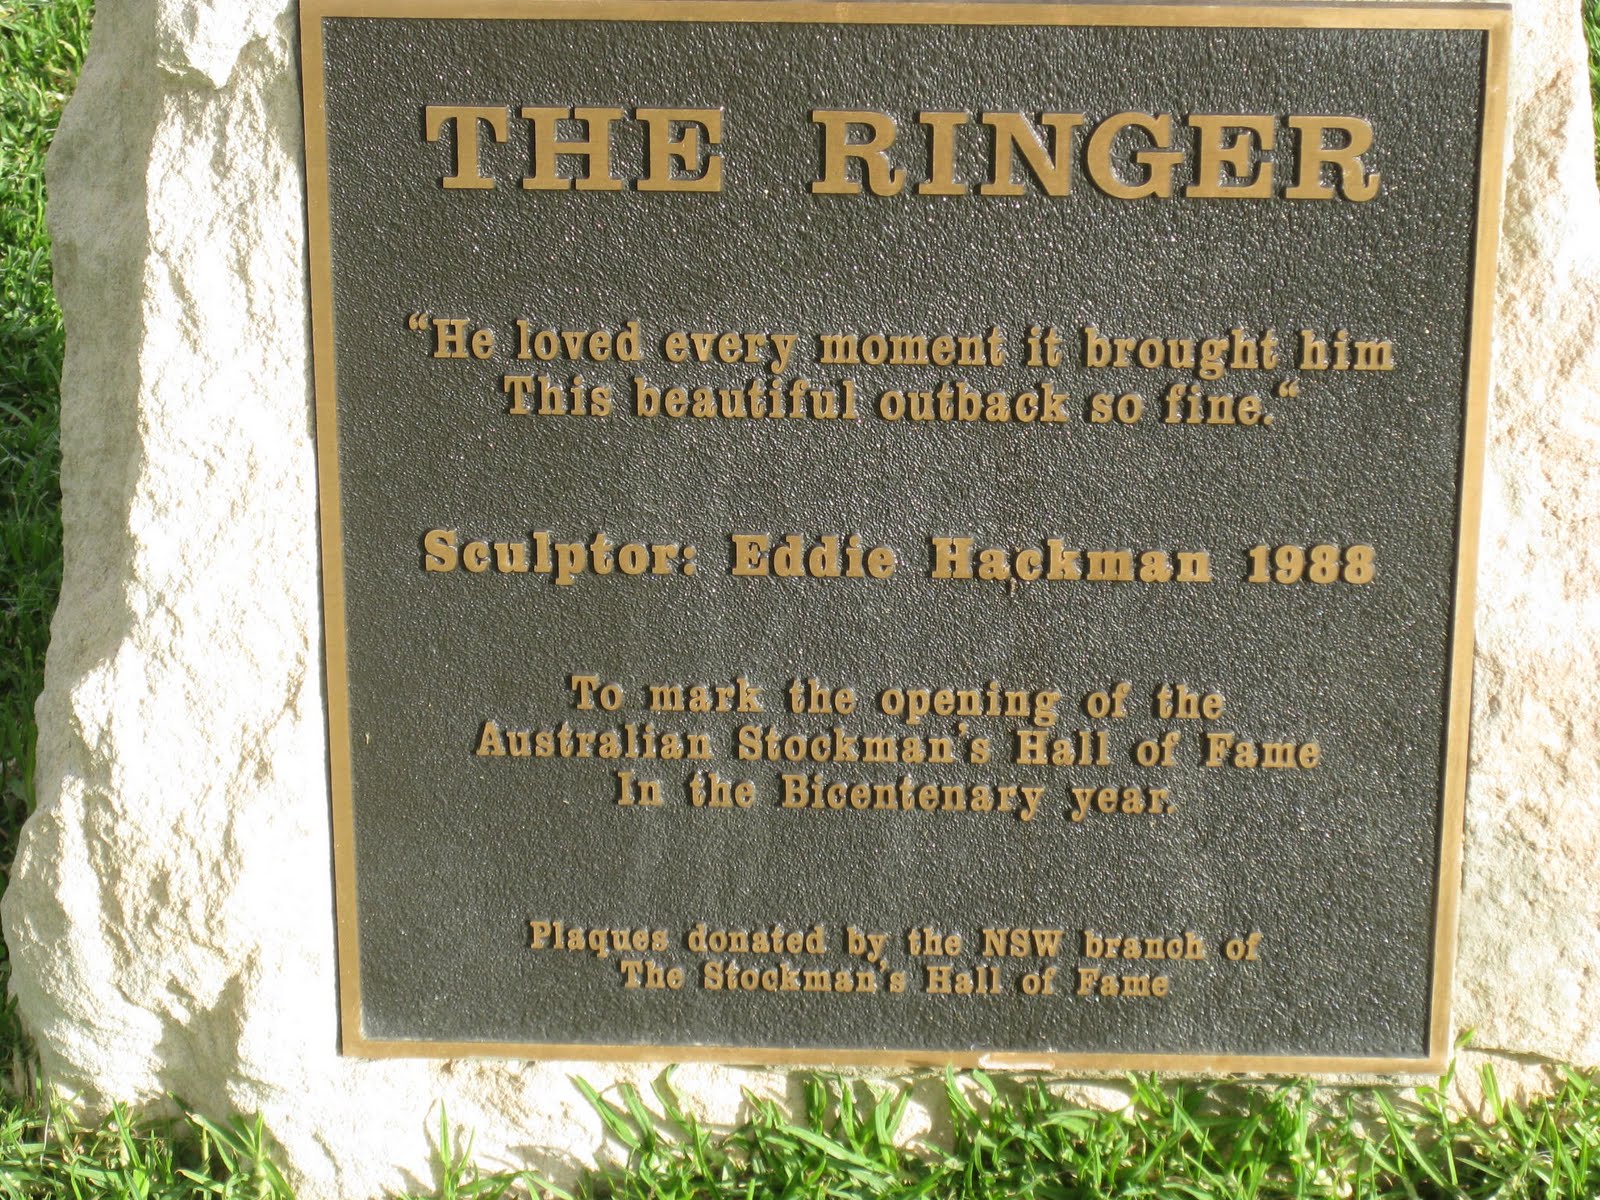 THE RINGER
“He loved every moment it brought him
This beautiful outback so fine.“
Sculptor: Eddie Hackman 1988
To mark the opening of the
Australian Stockman's Hall of Fame
In the Bicentenary year.
Plaques donated by the NSW branch of
The Stockman's Hall of Fame